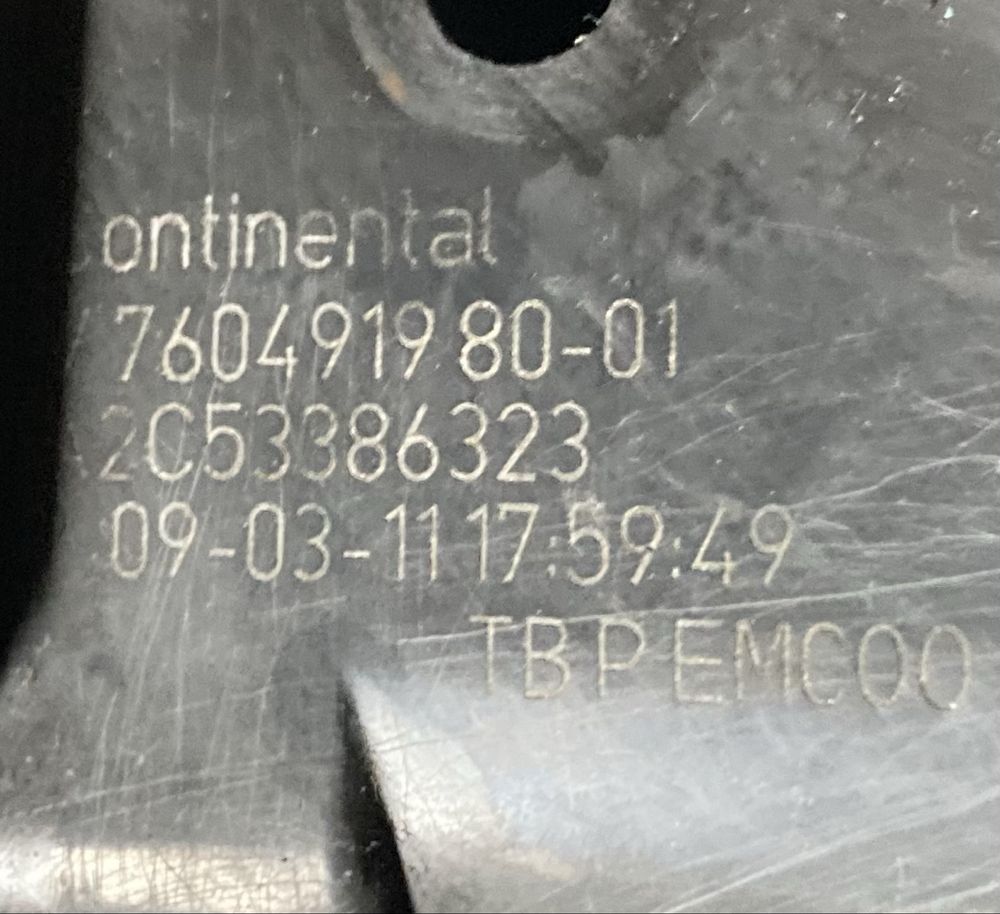 ontinental
760491980-01
2C53386323
09-03-11 17:59:49
TBPEMC00